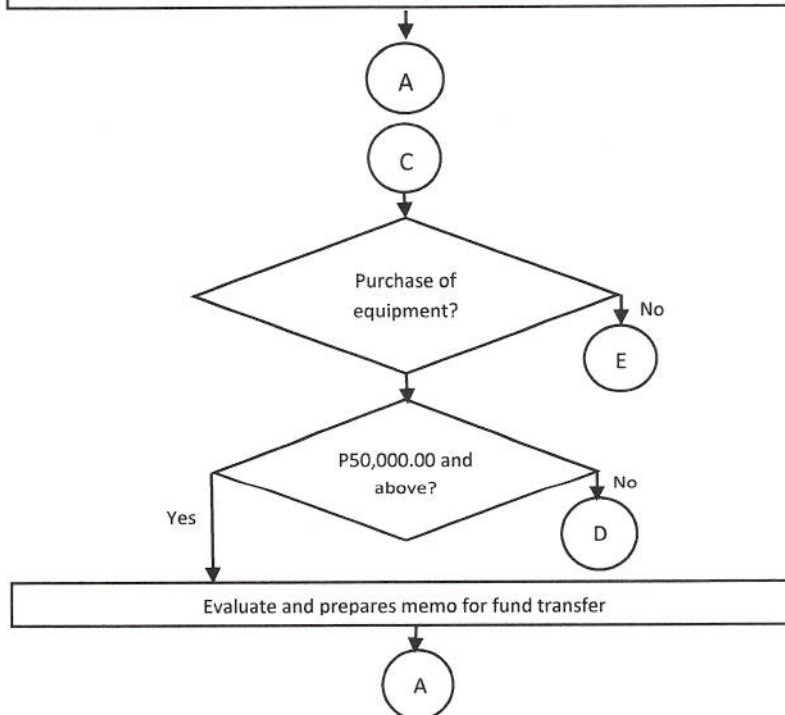 A
C
Purchase of
equipment?
No
E
P50,000.00 and
above?
No
Yes
D
Evaluate and prepares memo for fund transfer
A